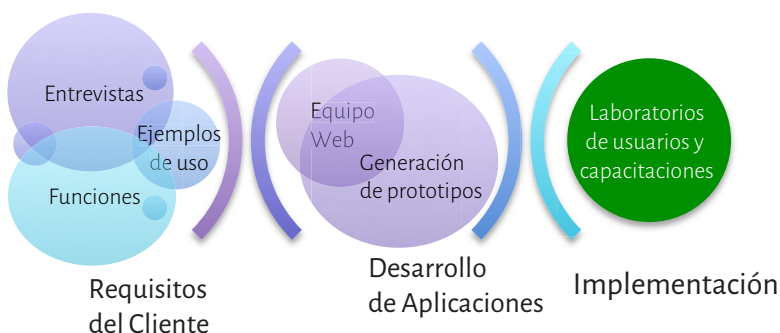 Entrevistas
Ejemplos
de uso
Funciones
Requisitos
del Cliente
Equipo
Web
Generación
de prototipos
Desarrollo
de Aplicaciones
Laboratorios
de usuarios y
capacitaciones
Implementación